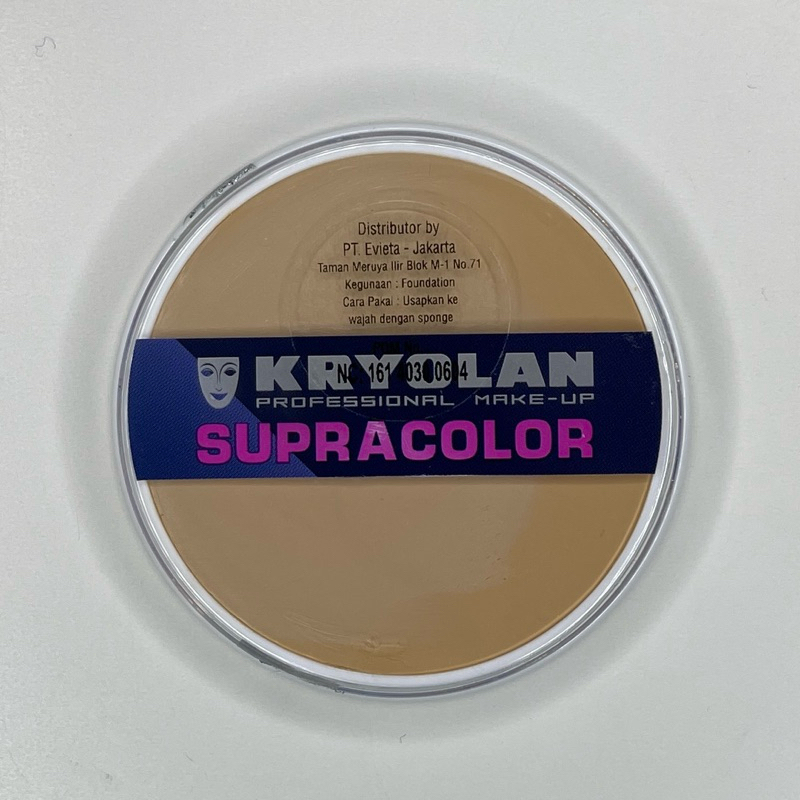 Distributor by
PT. Evieta - Jakarta
Taman Meruya Ilir Blok M-1 No.71
Kegunaan : Foundation
Cara Pakai : Usapkan ke
wajah dengan sponge
KRYOLAN
PROFESSIONAL MAKE-UP
SUPRACOLOR